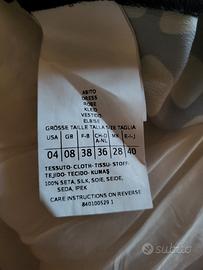 ABITO
DRESS
ROBE
KLEID
VESTIDO
ELBISE
GRÖSSE TAILLE TALLA SIZE TAGLIA
USA GB F-B CH-D A-NL MK E-I-J
04 08 38 36 28 40
TESSUTO-CLOTH-TISSU-STOFF-
TEJIDO-TECIDO-KUMAŞ
100% SETA, SILK, SOIE, SEIDE,
SEDA, IPEK
CARE INSTRUCTIONS ON REVERSE
840100529 1
subito